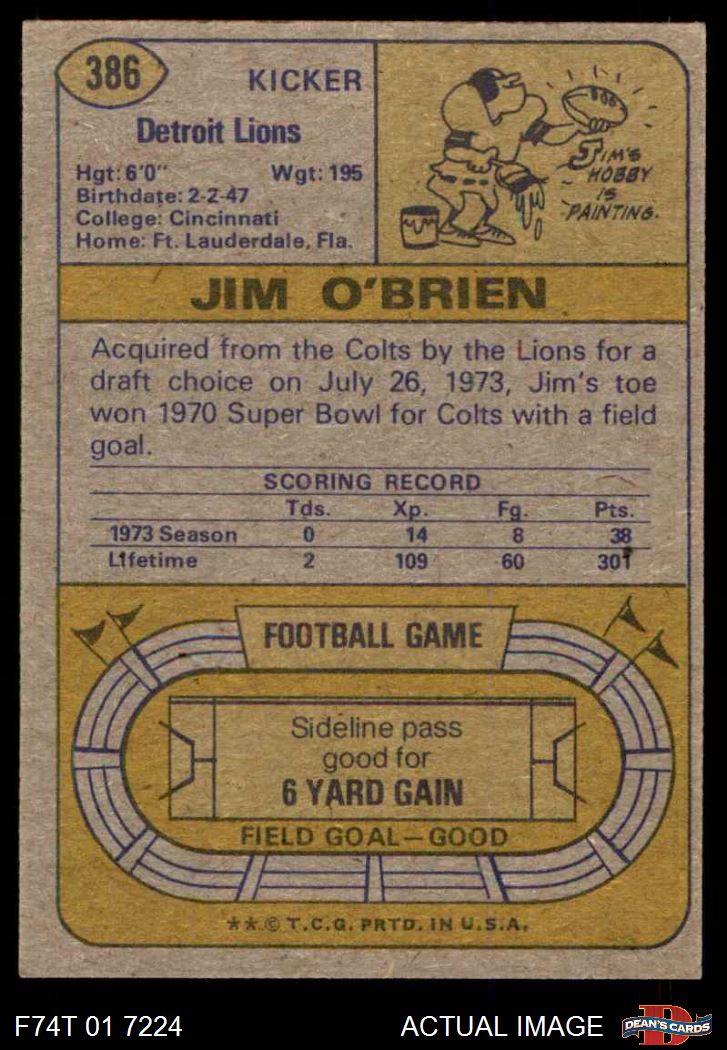 386
KICKER
Detroit Lions
Hgt: 6'0" Wgt: 195
Birthdate: 2-2-47
College: Cincinnati
Home: Ft. Lauderdale, Fla.
JIM'S
HOBBY
IS
PAINTING.
JIM O'BRIEN
Acquired from the Colts by the Lions for a
draft choice on July 26, 1973, Jim's toe
won 1970 Super Bowl for Colts with a field
goal.
SCORING RECORD
Tds. Xp. Fg. Pts.
1973 Season 0 14 8 38
Lifetime 2 109 60 301
FOOTBALL GAME
Sideline pass
good for
6 YARD GAIN
FIELD GOAL—GOOD
**© T.C.G. PRTD. IN U.S.A.
F74T 01 7224 ACTUAL IMAGE
D
DEAN'S CARDS